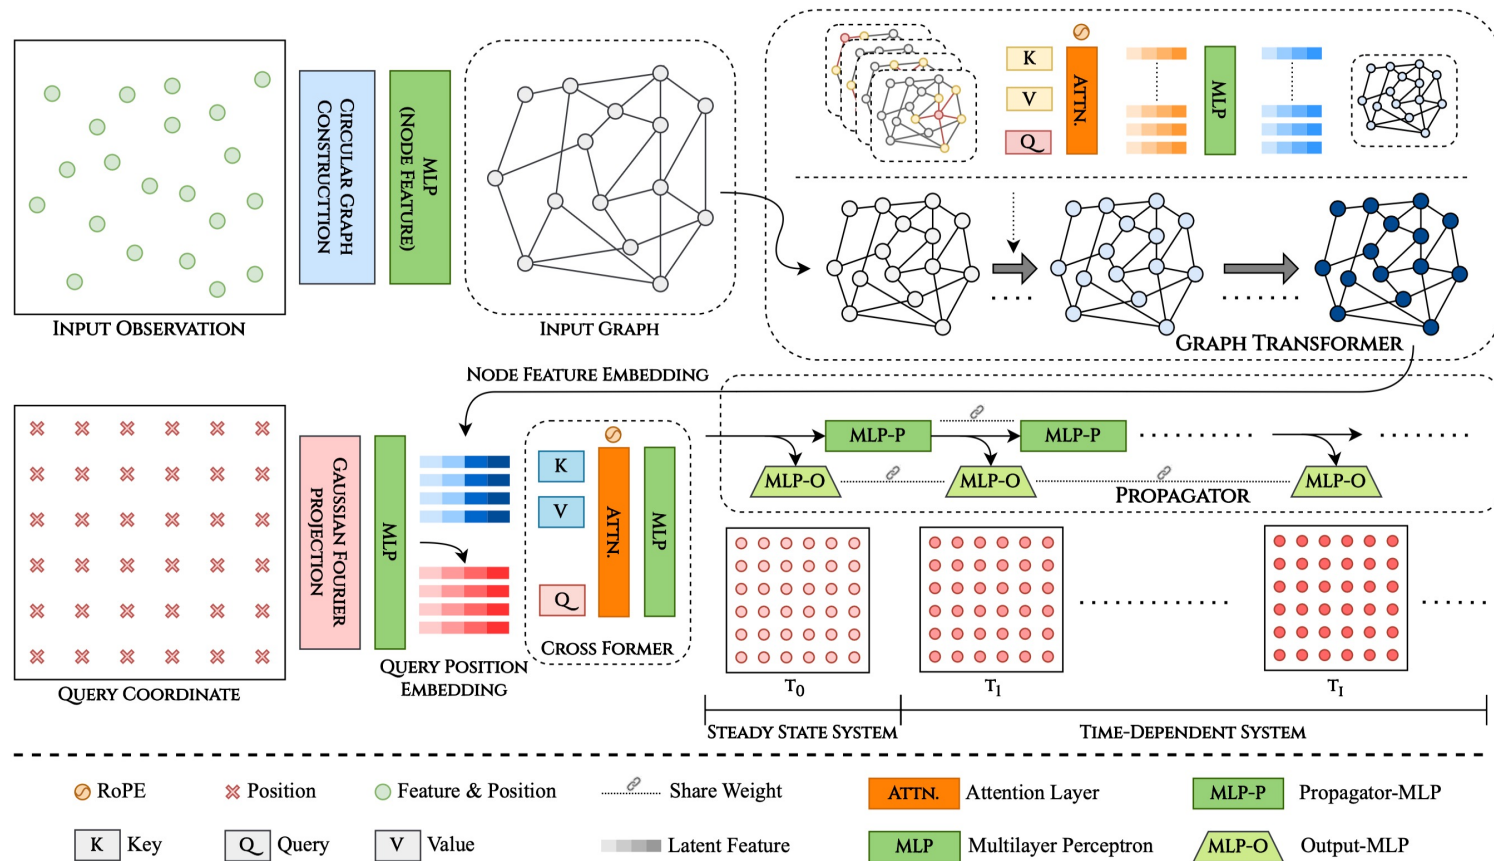 K
V
Q
ATTN.
MLP
CIRCULAR GRAPH
CONSTRUCTTION
MLP
(NODE FEATURE)
INPUT OBSERVATION
INPUT GRAPH
GRAPH TRANSFORMER
NODE FEATURE EMBEDDING
GAUSSIAN FOURIER
PROJECTION
MLP
K
V
Q
ATTN.
MLP
CROSS FORMER
QUERY POSITION
EMBEDDING
QUERY COORDINATE
MLP-P
MLP-P
MLP-O
MLP-O
MLP-O
PROPAGATOR
T0
T1
TI
STEADY STATE SYSTEM
TIME-DEPENDENT SYSTEM
RoPE
Position
Feature & Position
Share Weight
ATTN. Attention Layer
MLP-P Propagator-MLP
K Key
Q Query
V Value
Latent Feature
MLP Multilayer Perceptron
MLP-O Output-MLP